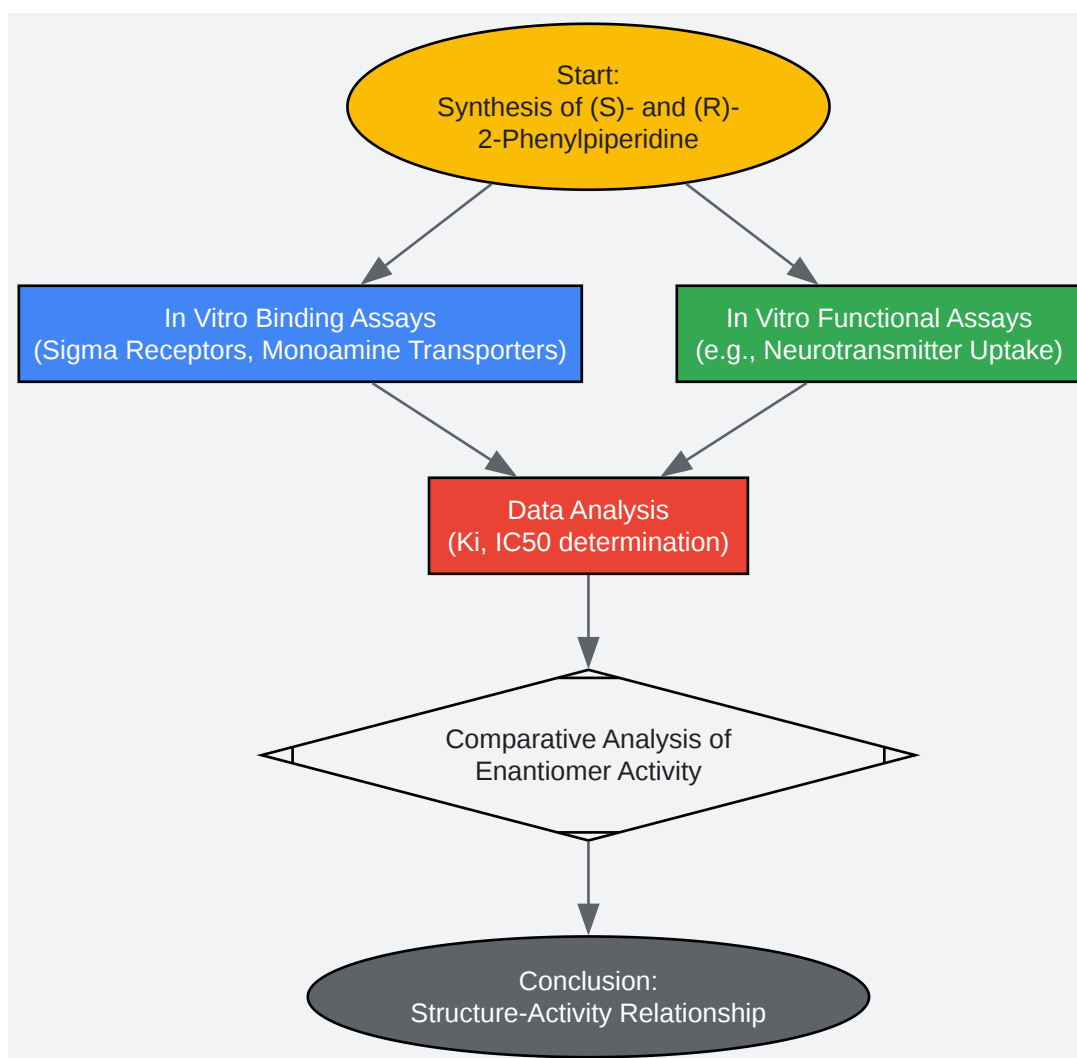 Start:
Synthesis of (S)- and (R)-
2-Phenylpiperidine
In Vitro Binding Assays
(Sigma Receptors, Monoamine Transporters)
In Vitro Functional Assays
(e.g., Neurotransmitter Uptake)
Data Analysis
(Ki, IC50 determination)
Comparative Analysis of
Enantiomer Activity
Conclusion:
Structure-Activity Relationship